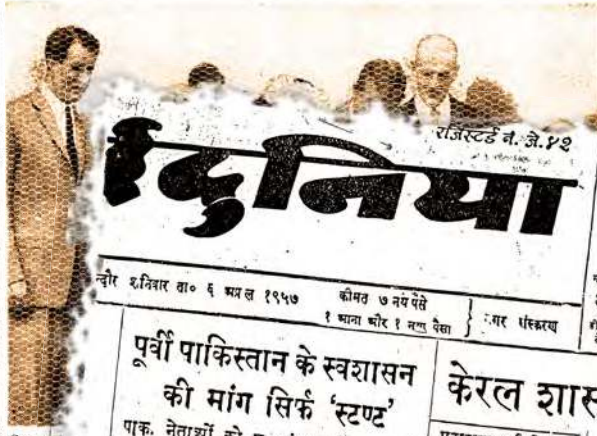 रजिस्टर्ड नं. जे. ४२
ई दुनिया
न्दौर शनिवार ता० ६ अप्रैल १९५७
कीमत ७ नये पैसे
१ आना और १ नया पैसा
नगर संस्करण
पूर्वी पाकिस्तान के स्वशासन
की मांग सिर्फ 'स्टण्ट'
केरल शास
पाक. नेताओं को